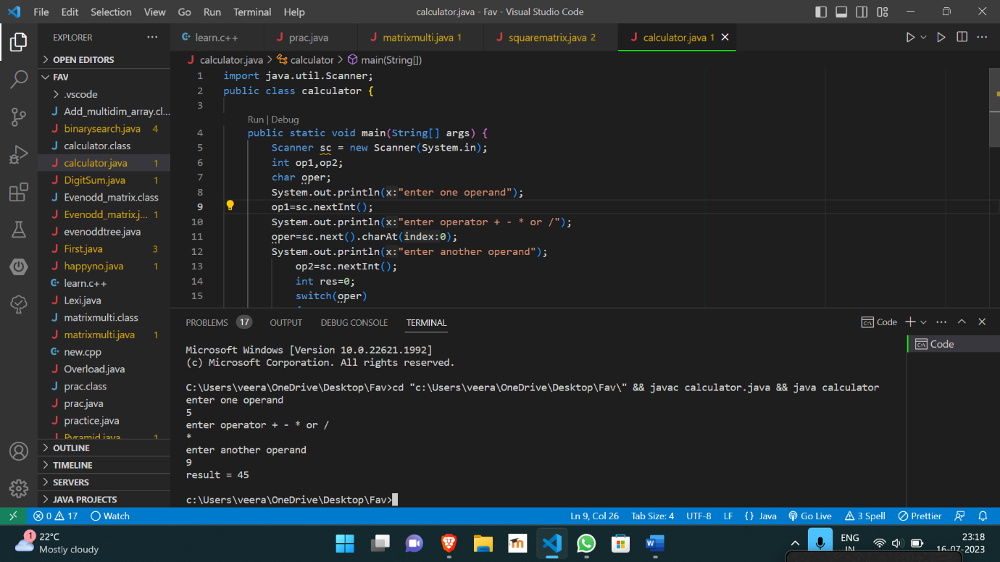 File Edit Selection View Go Run Terminal Help
calculator.java - Fav - Visual Studio Code
EXPLORER
OPEN EDITORS
FAV
.vscode
Add_multidim_array.cl...
binarysearch.java 4
calculator.class
calculator.java 1
DigitSum.java 1
Evenodd_matrix.class
Evenodd_matrix.j... 1
evenoddtree.java
First.java 3
happyno.java 1
learn.c++
Lexi.java
matrixmulti.class
matrixmulti.java 1
new.cpp
Overload.java
prac.class
prac.java
practice.java
Pyramid.java 1
OUTLINE
TIMELINE
SERVERS
JAVA PROJECTS
learn.c++ prac.java matrixmulti.java 1 squarematrix.java 2 calculator.java 1
calculator.java > calculator > main(String[])
1 import java.util.Scanner;
2 public class calculator {
3
Run | Debug
4 public static void main(String[] args) {
5 Scanner sc = new Scanner(System.in);
6 int op1,op2;
7 char oper;
8 System.out.println(x:"enter one operand");
9 op1=sc.nextInt();
10 System.out.println(x:"enter operator + - * or /");
11 oper=sc.next().charAt(index:0);
12 System.out.println(x:"enter another operand");
13 op2=sc.nextInt();
14 int res=0;
15 switch(oper)
PROBLEMS 17 OUTPUT DEBUG CONSOLE TERMINAL
Code
Code
Microsoft Windows [Version 10.0.22621.1992]
(c) Microsoft Corporation. All rights reserved.
C:\Users\veera\OneDrive\Desktop\Fav>cd "c:\Users\veera\OneDrive\Desktop\Fav\" && javac calculator.java && java calculator
enter one operand
5
enter operator + - * or /
*
enter another operand
9
result = 45
c:\Users\veera\OneDrive\Desktop\Fav>
0 17 Watch
Ln 9, Col 26 Tab Size: 4 UTF-8 LF {} Java Go Live 3 Spell Prettier
1
22°C
Mostly cloudy
ENG
IN
23:18
16-07-2023